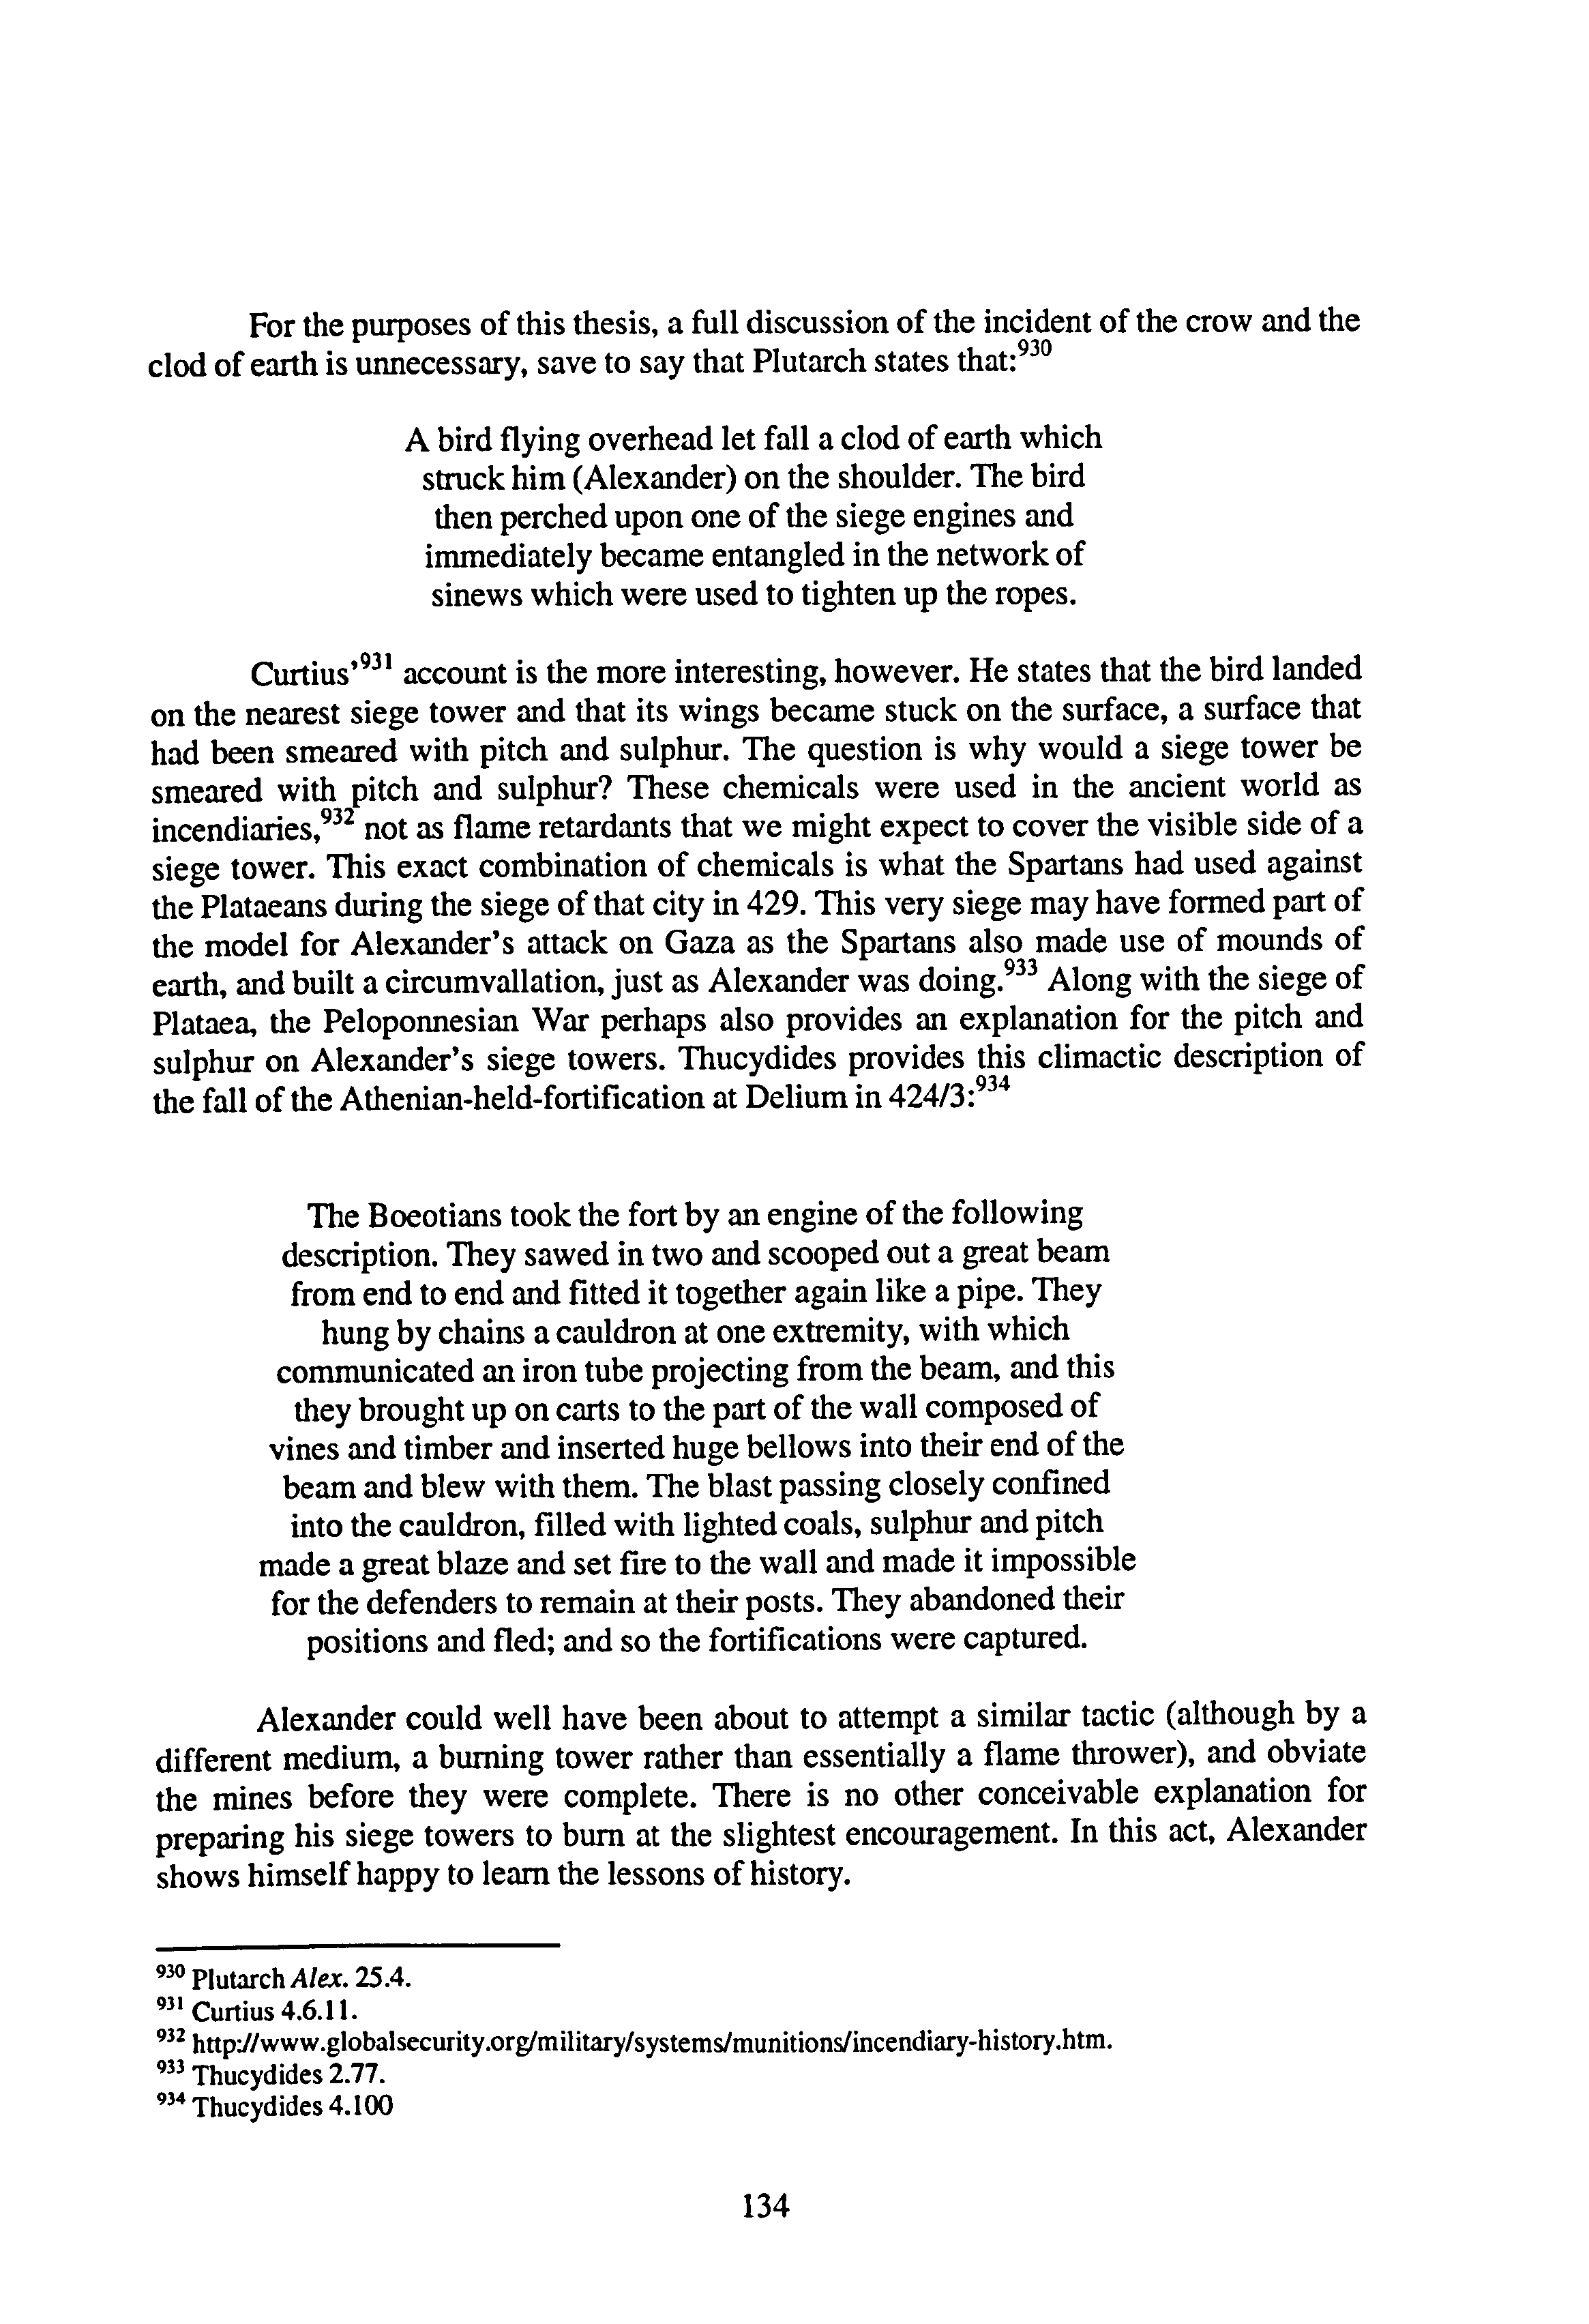 For the purposes of this thesis, a full discussion of the incident of the crow and the
clod of earth is unnecessary, save to say that Plutarch states that:930
A bird flying overhead let fall a clod of earth which
struck him (Alexander) on the shoulder. The bird
then perched upon one of the siege engines and
immediately became entangled in the network of
sinews which were used to tighten up the ropes.
Curtius'931 account is the more interesting, however. He states that the bird landed
on the nearest siege tower and that its wings became stuck on the surface, a surface that
had been smeared with pitch and sulphur. The question is why would a siege tower be
smeared with pitch and sulphur? These chemicals were used in the ancient world as
incendiaries,932 not as flame retardants that we might expect to cover the visible side of a
siege tower. This exact combination of chemicals is what the Spartans had used against
the Plataeans during the siege of that city in 429. This very siege may have formed part of
the model for Alexander's attack on Gaza as the Spartans also made use of mounds of
earth, and built a circumvallation, just as Alexander was doing.933 Along with the siege of
Plataea, the Peloponnesian War perhaps also provides an explanation for the pitch and
sulphur on Alexander's siege towers. Thucydides provides this climactic description of
the fall of the Athenian-held-fortification at Delium in 424/3:934
The Boeotians took the fort by an engine of the following
description. They sawed in two and scooped out a great beam
from end to end and fitted it together again like a pipe. They
hung by chains a cauldron at one extremity, with which
communicated an iron tube projecting from the beam, and this
they brought up on carts to the part of the wall composed of
vines and timber and inserted huge bellows into their end of the
beam and blew with them. The blast passing closely confined
into the cauldron, filled with lighted coals, sulphur and pitch
made a great blaze and set fire to the wall and made it impossible
for the defenders to remain at their posts. They abandoned their
positions and fled; and so the fortifications were captured.
Alexander could well have been about to attempt a similar tactic (although by a
different medium, a burning tower rather than essentially a flame thrower), and obviate
the mines before they were complete. There is no other conceivable explanation for
preparing his siege towers to burn at the slightest encouragement. In this act, Alexander
shows himself happy to learn the lessons of history.
930 Plutarch Alex. 25.4.
931 Curtius 4.6.11.
932 http://www.globalsecurity.org/military/systems/munitions/incendiary-history.htm.
933 Thucydides 2.77.
934 Thucydides 4.100
134